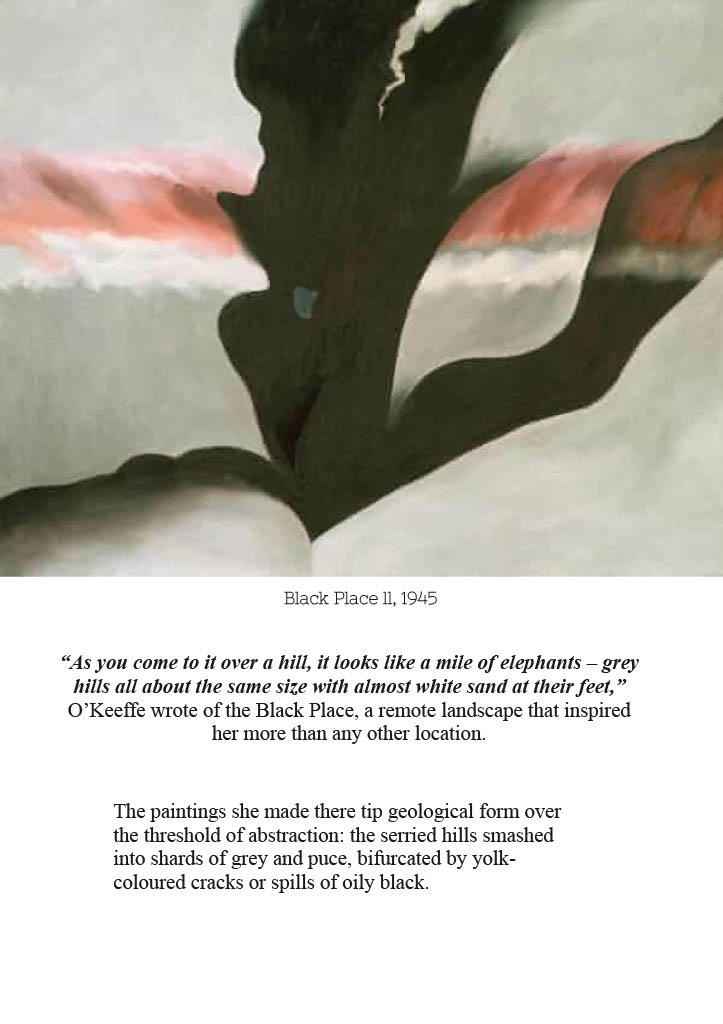 Black Place ll, 1945
“As you come to it over a hill, it looks like a mile of elephants – grey
hills all about the same size with almost white sand at their feet,”
O’Keeffe wrote of the Black Place, a remote landscape that inspired
her more than any other location.
The paintings she made there tip geological form over
the threshold of abstraction: the serried hills smashed
into shards of grey and puce, bifurcated by yolk-
coloured cracks or spills of oily black.